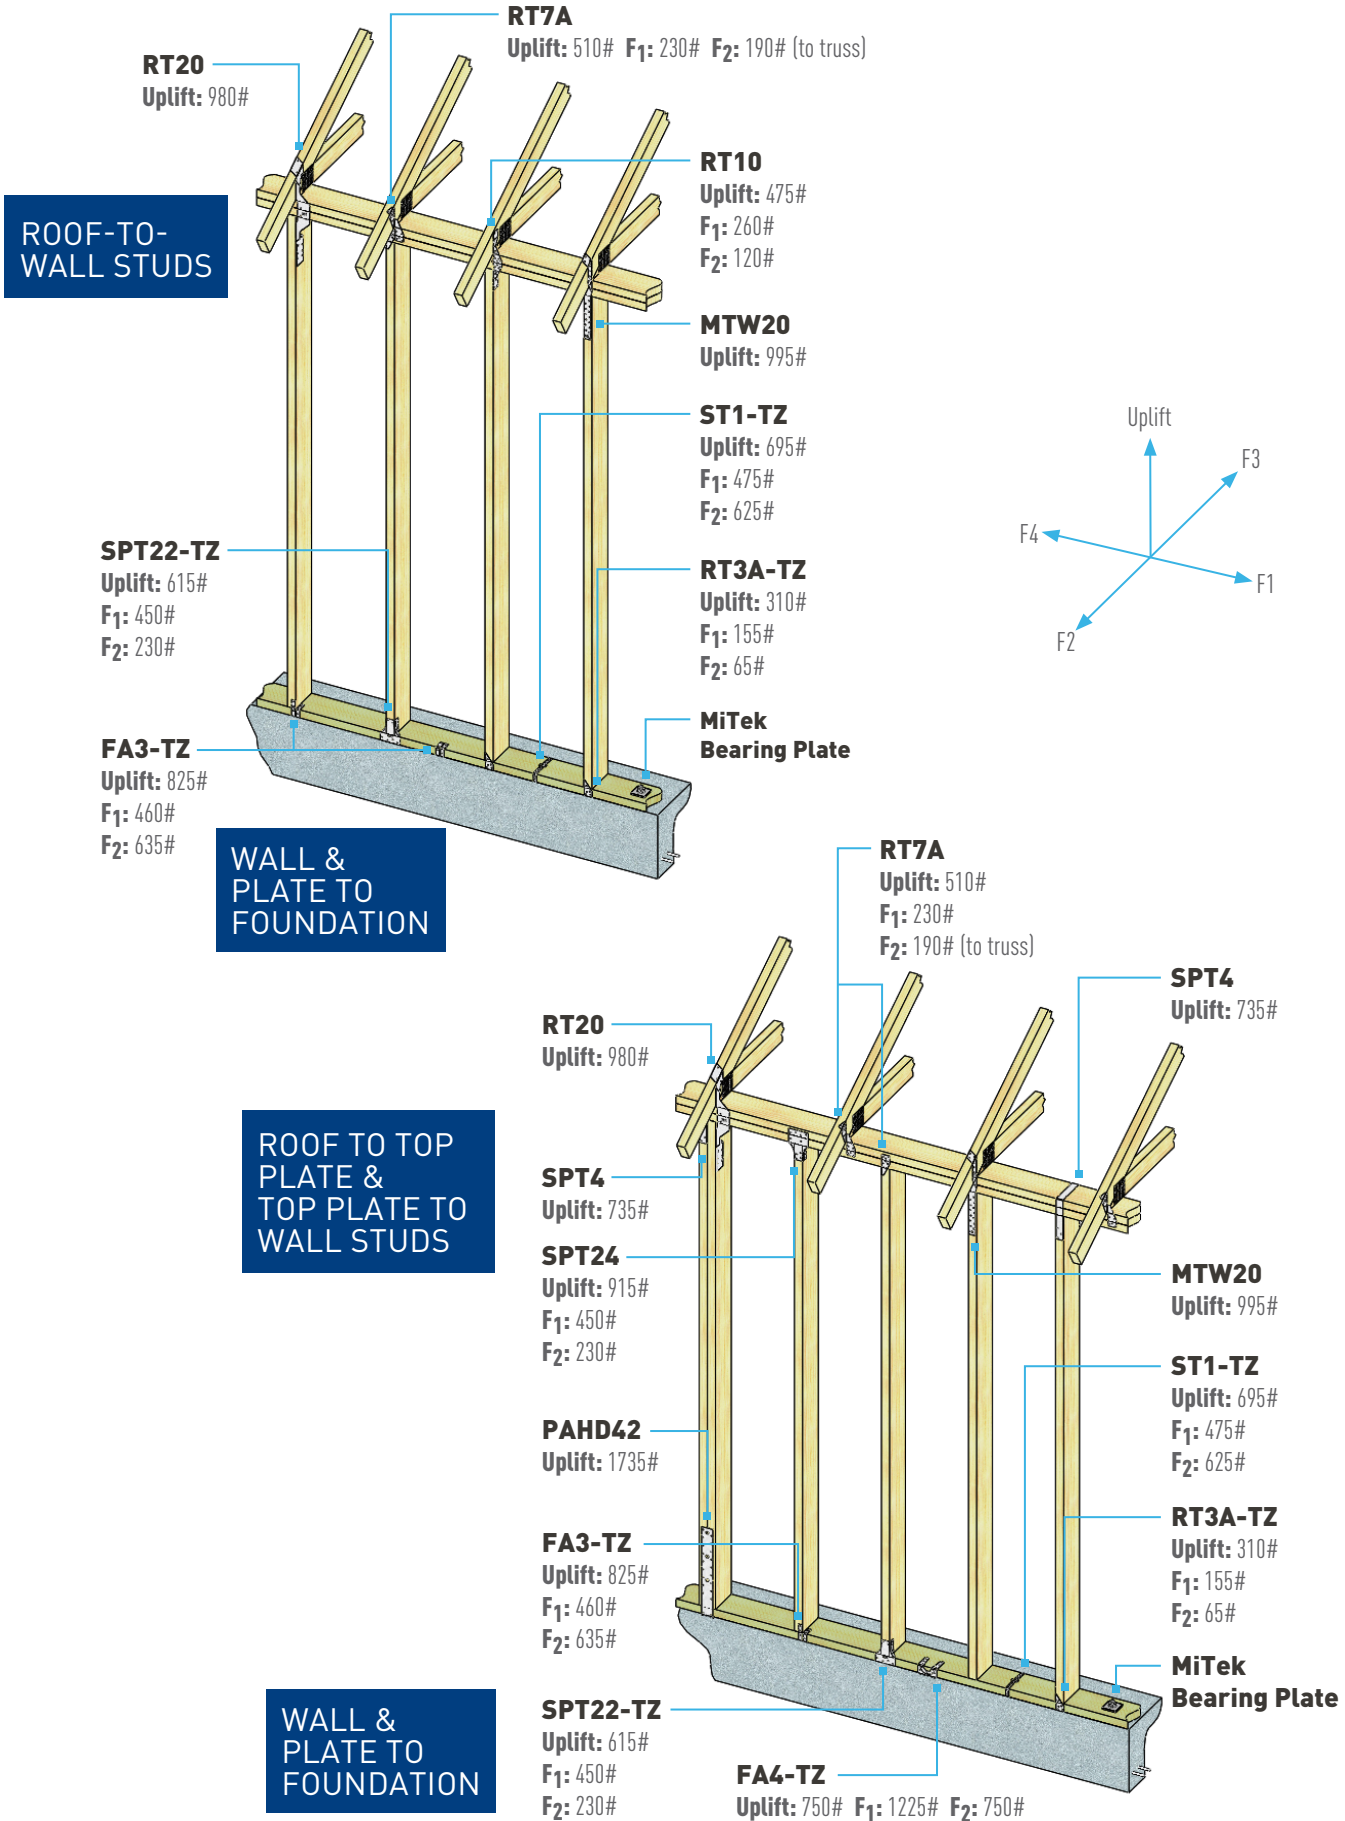 RT7A
Uplift: 510# F1: 230# F2: 190# (to truss)
RT20
Uplift: 980#
RT10
Uplift: 475#
F1: 260#
F2: 120#
ROOF-TO-
WALL STUDS
MTW20
Uplift: 995#
ST1-TZ
Uplift: 695#
F1: 475#
F2: 625#
Uplift
F3
F4
F1
F2
SPT22-TZ
Uplift: 615#
F1: 450#
F2: 230#
RT3A-TZ
Uplift: 310#
F1: 155#
F2: 65#
MiTek
Bearing Plate
FA3-TZ
Uplift: 825#
F1: 460#
F2: 635#
WALL &
PLATE TO
FOUNDATION
RT7A
Uplift: 510#
F1: 230#
F2: 190# (to truss)
SPT4
Uplift: 735#
RT20
Uplift: 980#
ROOF TO TOP
PLATE &
TOP PLATE TO
WALL STUDS
SPT4
Uplift: 735#
SPT24
Uplift: 915#
F1: 450#
F2: 230#
MTW20
Uplift: 995#
ST1-TZ
Uplift: 695#
F1: 475#
F2: 625#
PAHD42
Uplift: 1735#
RT3A-TZ
Uplift: 310#
F1: 155#
F2: 65#
FA3-TZ
Uplift: 825#
F1: 460#
F2: 635#
MiTek
Bearing Plate
WALL &
PLATE TO
FOUNDATION
SPT22-TZ
Uplift: 615#
F1: 450#
F2: 230#
FA4-TZ
Uplift: 750# F1: 1225# F2: 750#